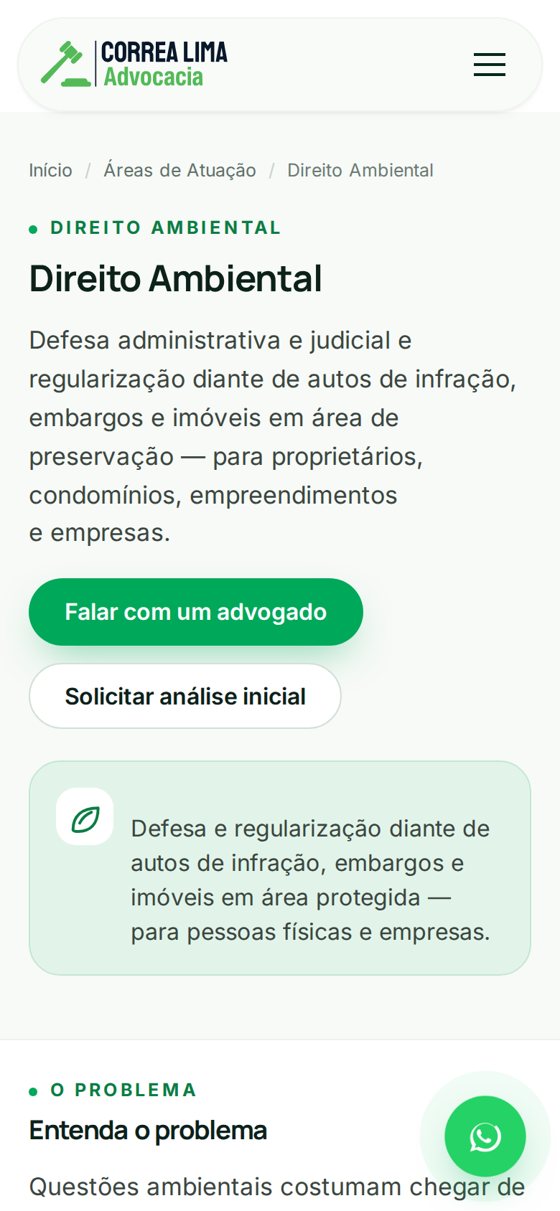 CORREA LIMA
Advocacia
Início / Áreas de Atuação / Direito Ambiental
DIREITO AMBIENTAL
Direito Ambiental
Defesa administrativa e judicial e
regularização diante de autos de infração,
embargos e imóveis em área de
preservação — para proprietários,
condomínios, empreendimentos
e empresas.
Falar com um advogado
Solicitar análise inicial
Defesa e regularização diante de
autos de infração, embargos e
imóveis em área protegida —
para pessoas físicas e empresas.
O PROBLEMA
Entenda o problema
Questões ambientais costumam chegar de